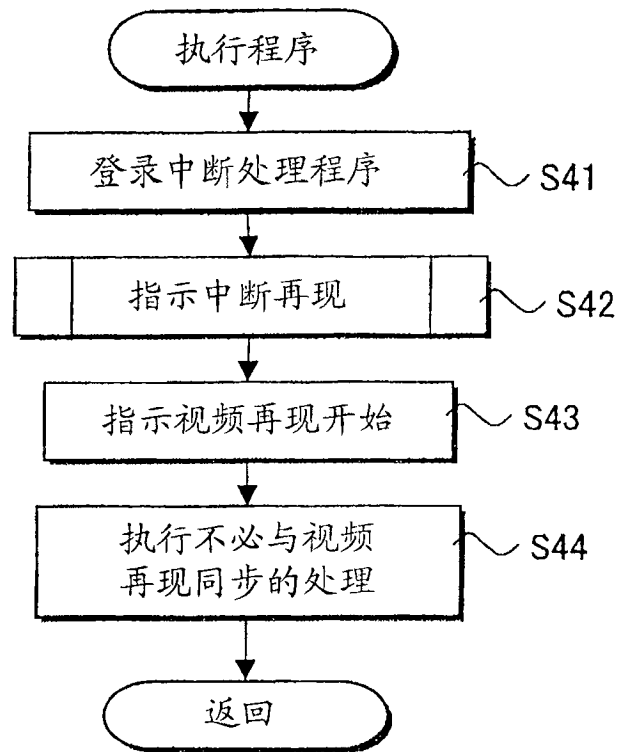 执行程序
登录中断处理程序
S41
指示中断再现
S42
指示视频再现开始
S43
执行不必与视频
再现同步的处理
S44
返回